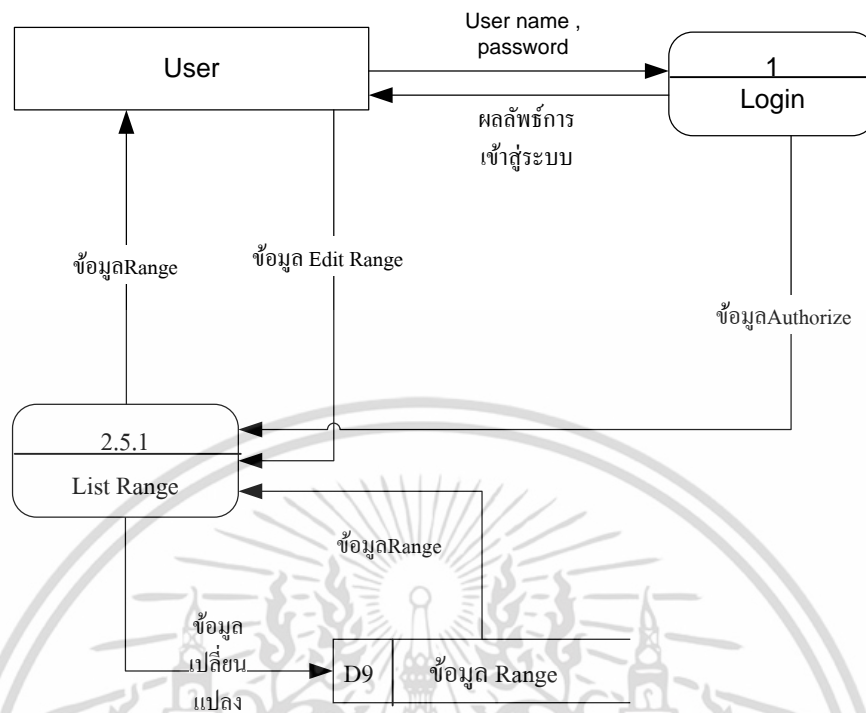 User name ,
password
User
1
Login
ผลลัพธ์การ
เข้าสู่ระบบ
ข้อมูลRange
ข้อมูล Edit Range
ข้อมูลAuthorize
2.5.1
List Range
ข้อมูลRange
ข้อมูล
เปลี่ยน
แปลง
D9
ข้อมูล Range